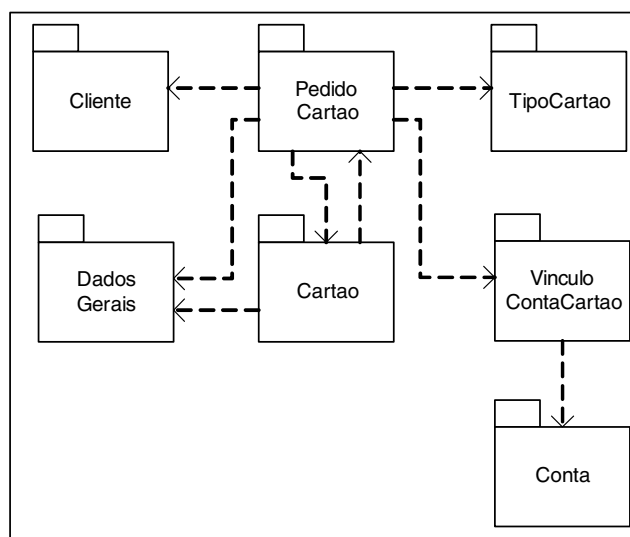 Cliente
Pedido
Cartao
TipoCartao
Dados
Gerais
Cartao
Vinculo
ContaCartao
Conta